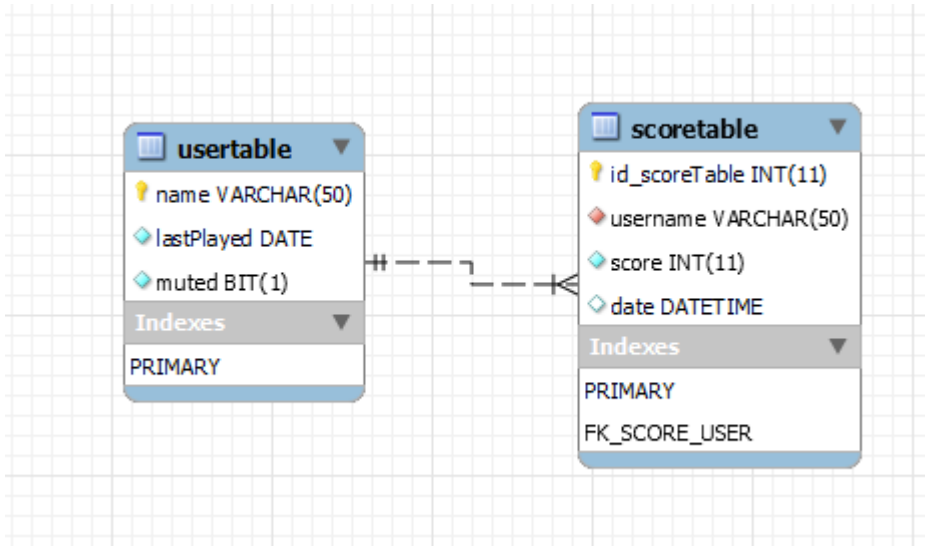 usertable
name VARCHAR(50)
lastPlayed DATE
muted BIT(1)
Indexes
PRIMARY
scoretable
id_scoreTable INT(11)
username VARCHAR(50)
score INT(11)
date DATETIME
Indexes
PRIMARY
FK_SCORE_USER